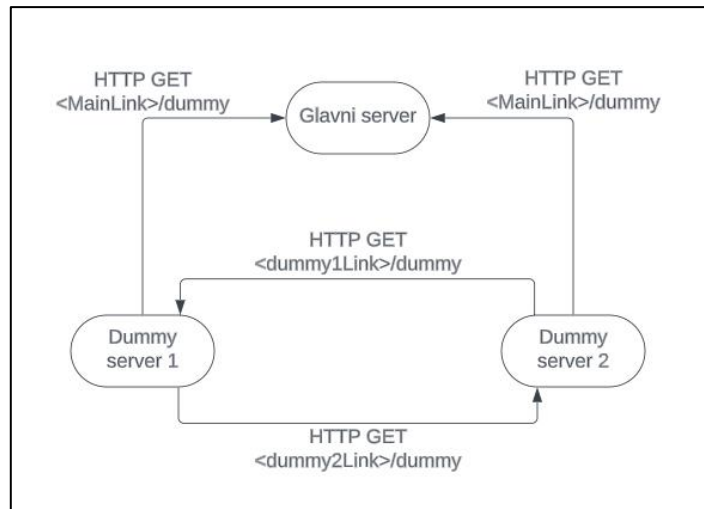 HTTP GET
<MainLink>/dummy
HTTP GET
<MainLink>/dummy
Glavni server
HTTP GET
<dummy1Link>/dummy
Dummy
server 1
Dummy
server 2
HTTP GET
<dummy2Link>/dummy